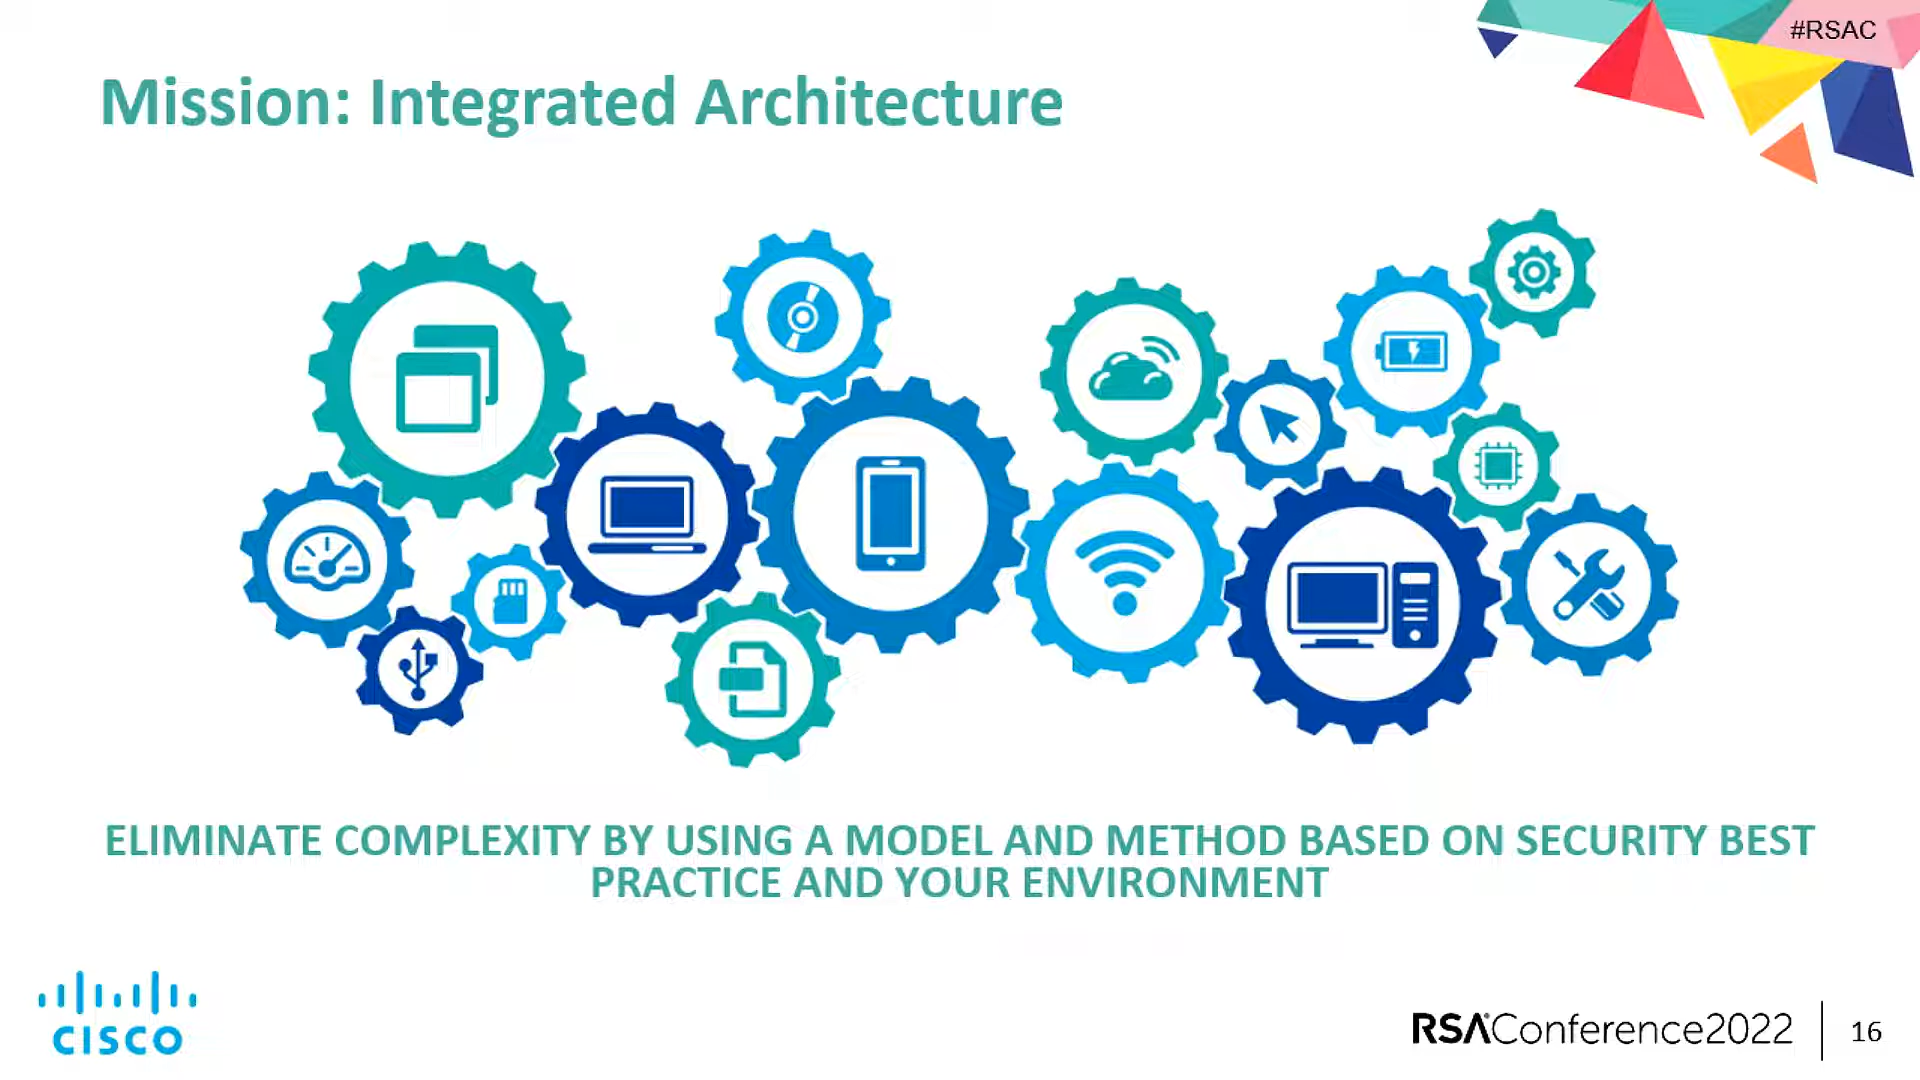 #RSAC
Mission: Integrated Architecture
ELIMINATE COMPLEXITY BY USING A MODEL AND METHOD BASED ON SECURITY BEST
PRACTICE AND YOUR ENVIRONMENT
CISCO
RSAConference2022
16